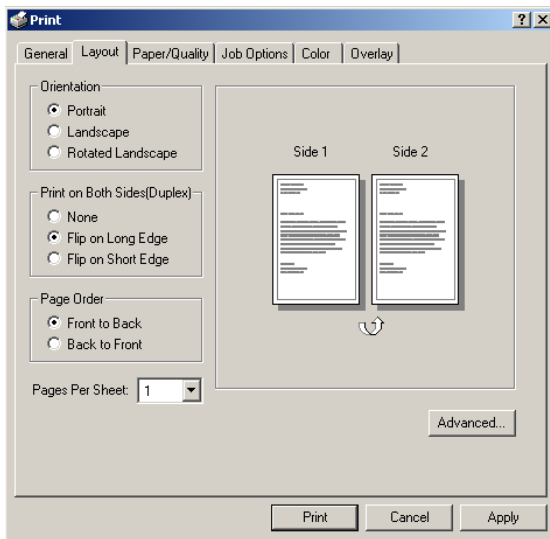 Print
General Layout Paper/Quality Job Options Color Overlay
Orientation
Portrait
Landscape
Rotated Landscape
Print on Both Sides(Duplex)
None
Flip on Long Edge
Flip on Short Edge
Page Order
Front to Back
Back to Front
Pages Per Sheet: 1
Side 1 Side 2
Advanced...
Print Cancel Apply